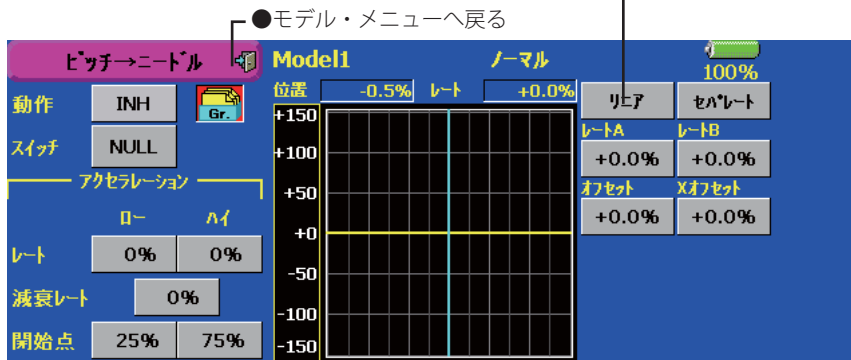 ●モデル・メニューへ戻る
ピッチ→ニードル
Model1
ノーマル
100%
動作 INH Gr.
位置 -0.5% レート +0.0%
リニア セパレート
スイッチ NULL
レートA レートB
+0.0% +0.0%
オフセット Xオフセット
+0.0% +0.0%
アクセラレーション
ロー ハイ
レート 0% 0%
減衰レート 0%
開始点 25% 75%
+150
+100
+50
+0
-50
-100
-150